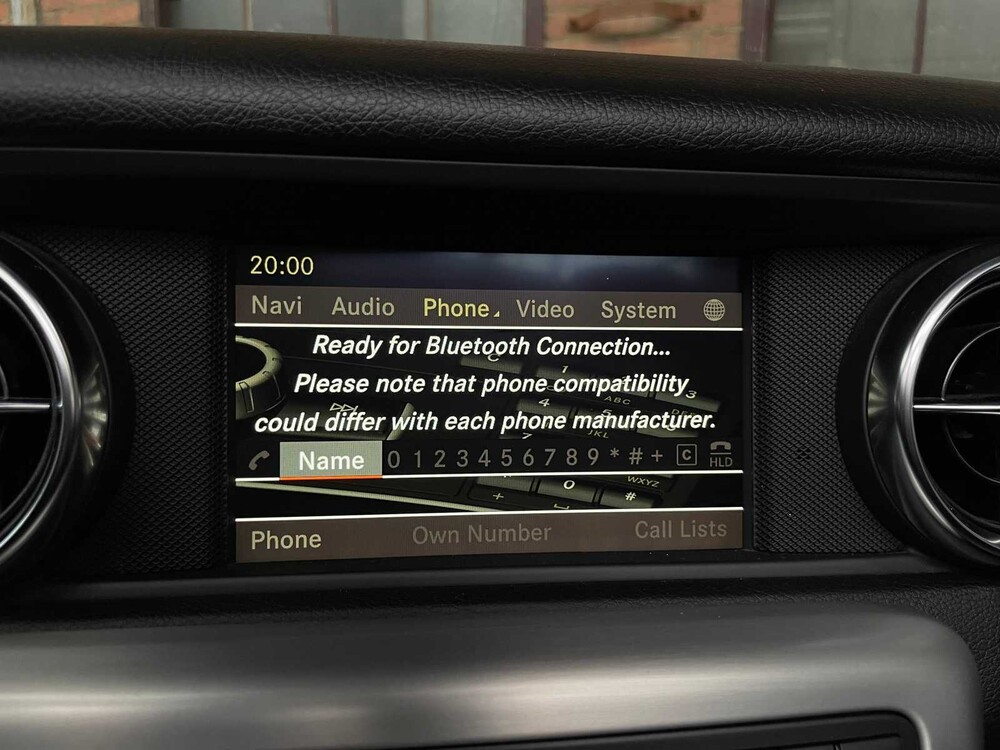 20:00
Navi Audio Phone Video System
Ready for Bluetooth Connection...
Please note that phone compatibility
could differ with each phone manufacturer.
Name 0 1 2 3 4 5 6 7 8 9 * # + C HLD
Phone Own Number Call Lists